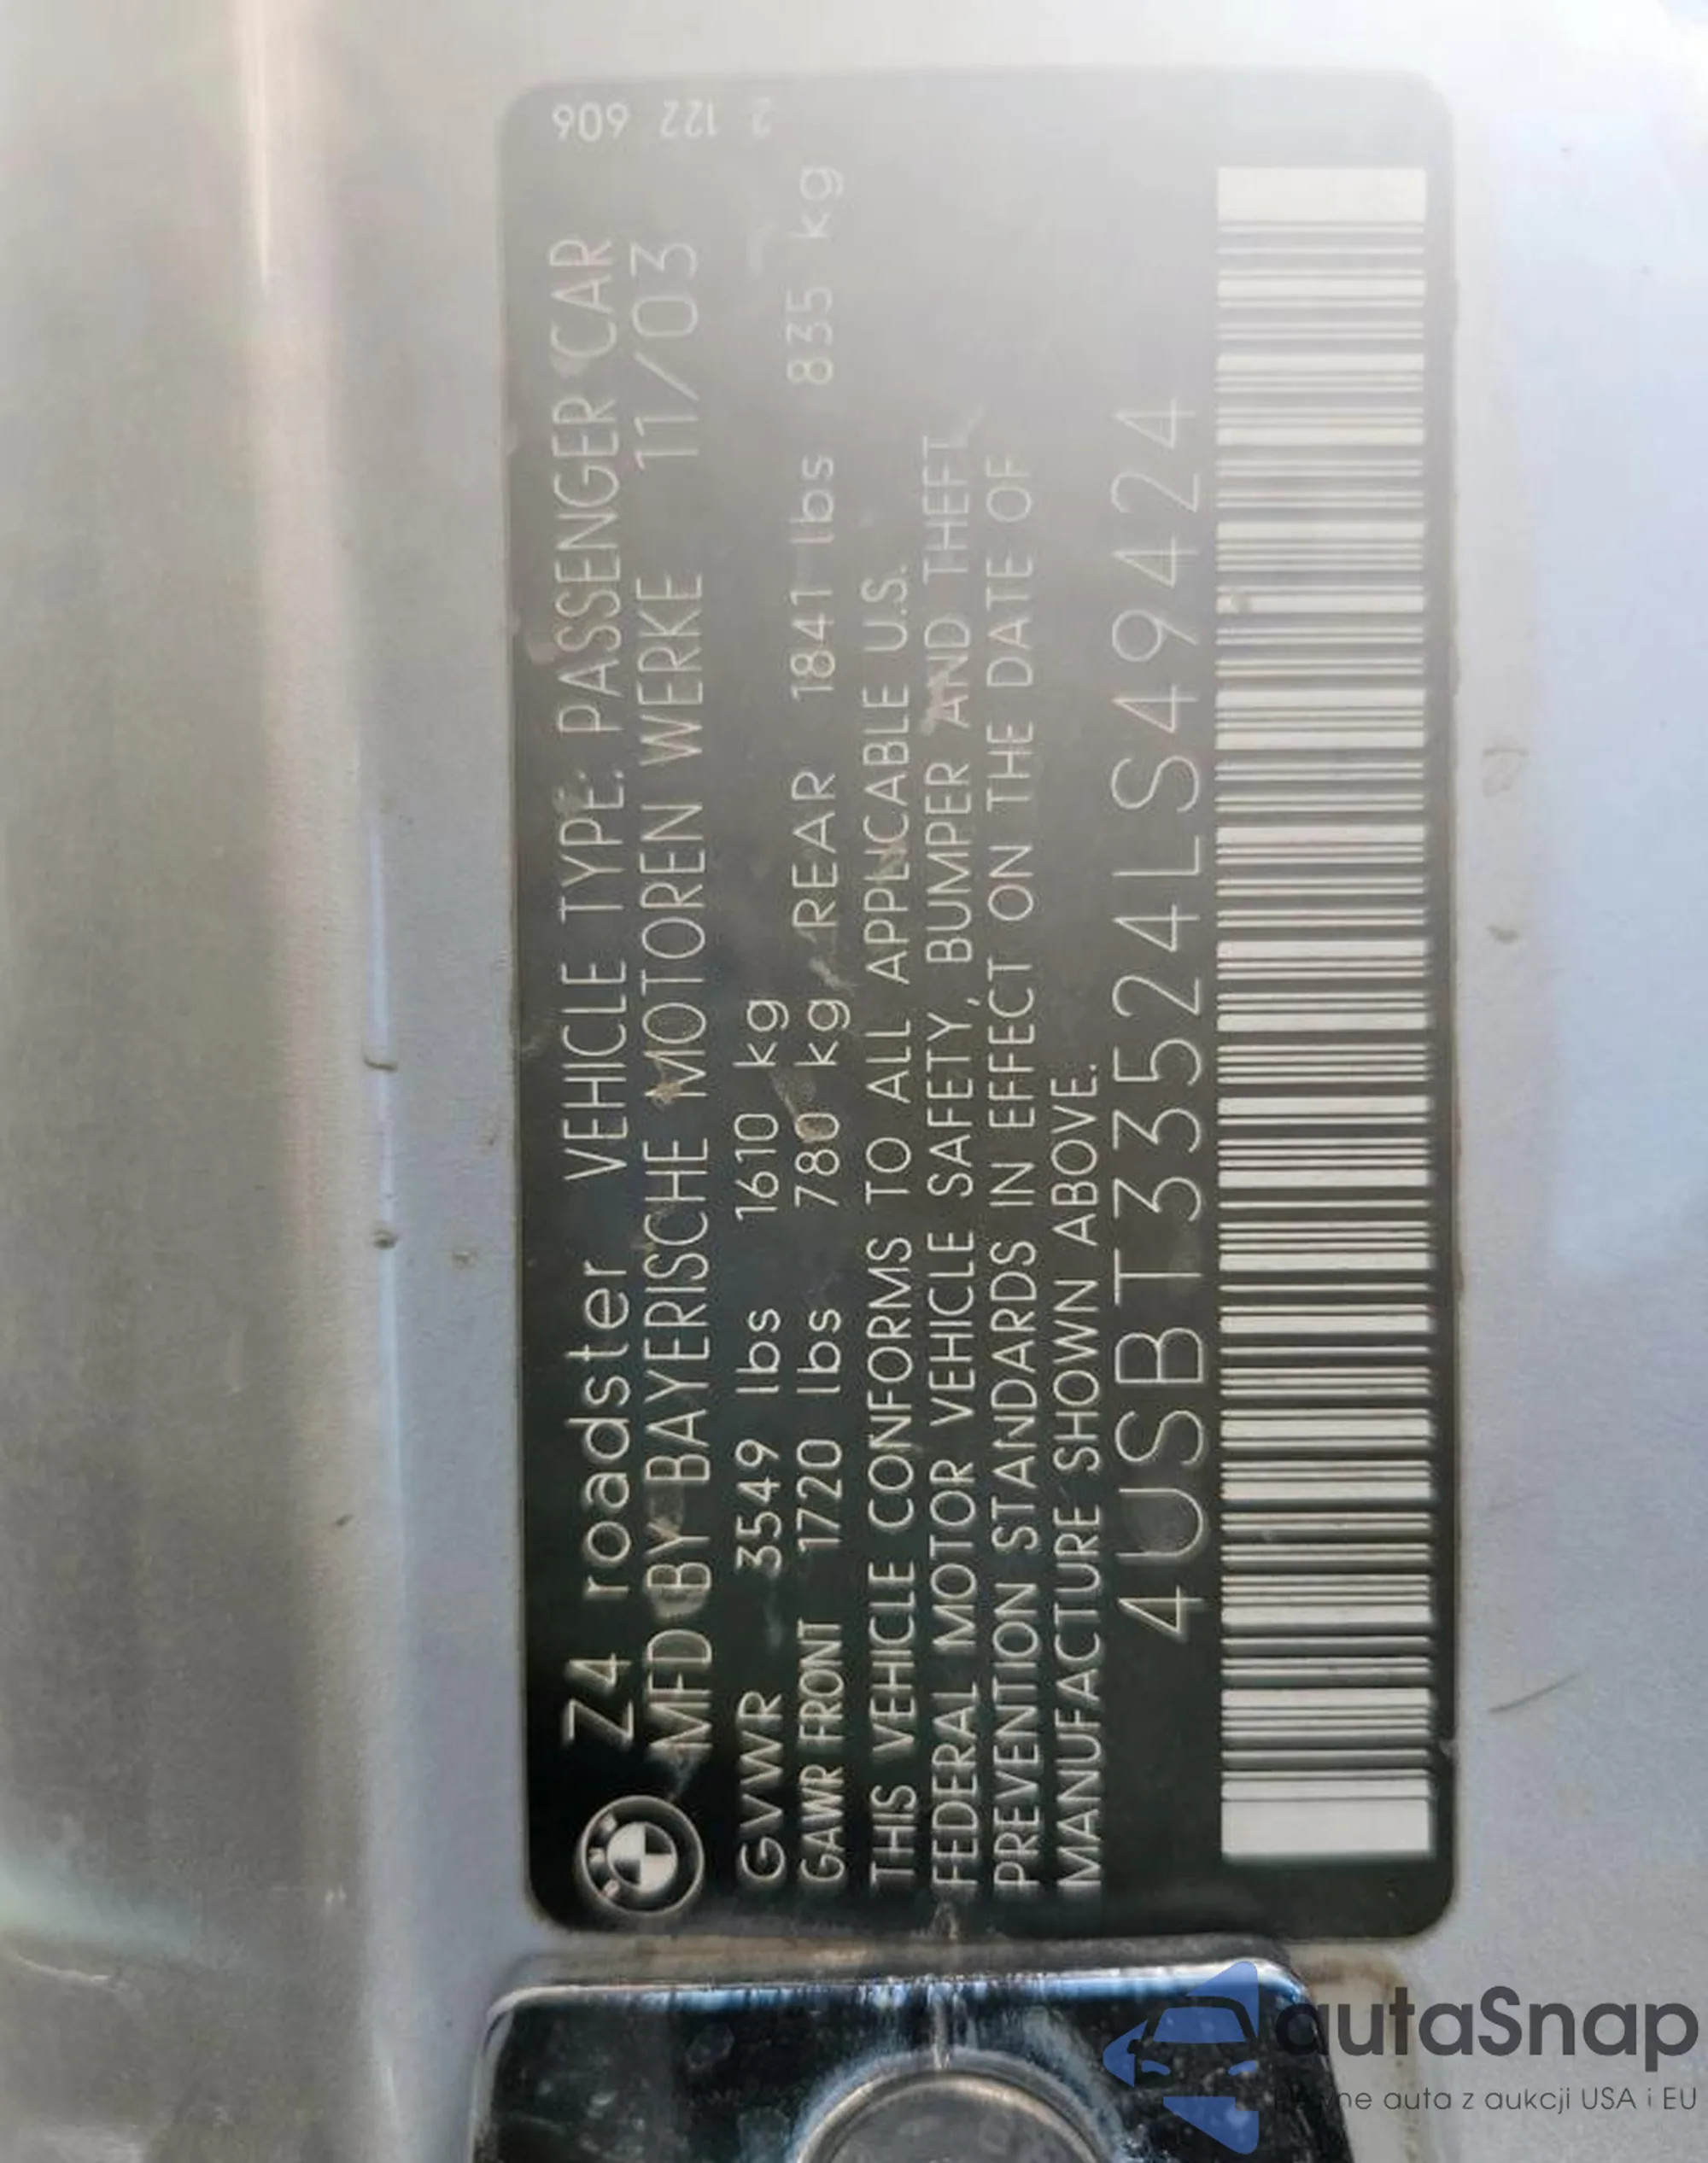 Z4 roadster VEHICLE TYPE: PASSENGER CAR
MFD BY BAYERISCHE MOTOREN WERKE 11/03
GVWR 3549 lbs 1610 kg
GAWR FRONT 1720 lbs 780 kg REAR 1841 lbs 835 kg
THIS VEHICLE CONFORMS TO ALL APPLICABLE U.S.
FEDERAL MOTOR VEHICLE SAFETY, BUMPER AND THEFT
PREVENTION STANDARDS IN EFFECT ON THE DATE OF
MANUFACTURE SHOWN ABOVE.
4USBT33524LS49424
2 122 606
autaSnap
auta z aukcji USA i EU